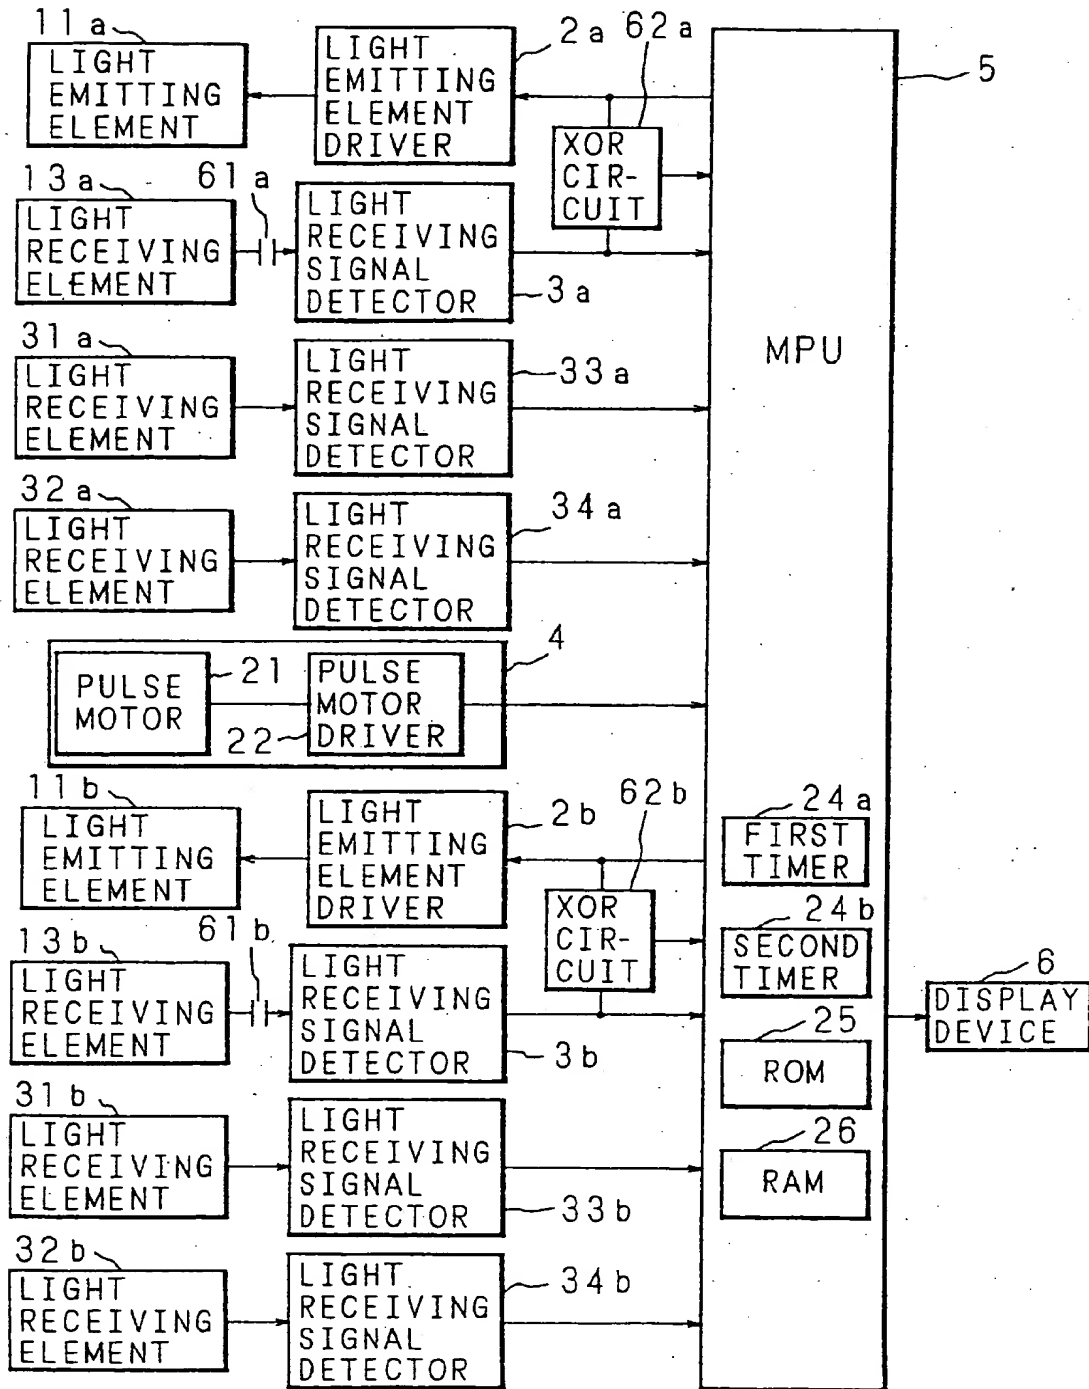 11a
LIGHT
EMITTING
ELEMENT
LIGHT
EMITTING
ELEMENT
DRIVER
2a
62a
XOR
CIR-
CUIT
5
MPU
13a
LIGHT
RECEIVING
ELEMENT
61a
LIGHT
RECEIVING
SIGNAL
DETECTOR
3a
31a
LIGHT
RECEIVING
ELEMENT
LIGHT
RECEIVING
SIGNAL
DETECTOR
33a
32a
LIGHT
RECEIVING
ELEMENT
LIGHT
RECEIVING
SIGNAL
DETECTOR
34a
4
PULSE
MOTOR
21
22
PULSE
MOTOR
DRIVER
11b
LIGHT
EMITTING
ELEMENT
LIGHT
EMITTING
ELEMENT
DRIVER
2b
62b
XOR
CIR-
CUIT
24a
FIRST
TIMER
24b
SECOND
TIMER
25
ROM
26
RAM
6
DISPLAY
DEVICE
13b
LIGHT
RECEIVING
ELEMENT
61b
LIGHT
RECEIVING
SIGNAL
DETECTOR
3b
31b
LIGHT
RECEIVING
ELEMENT
LIGHT
RECEIVING
SIGNAL
DETECTOR
33b
32b
LIGHT
RECEIVING
ELEMENT
LIGHT
RECEIVING
SIGNAL
DETECTOR
34b